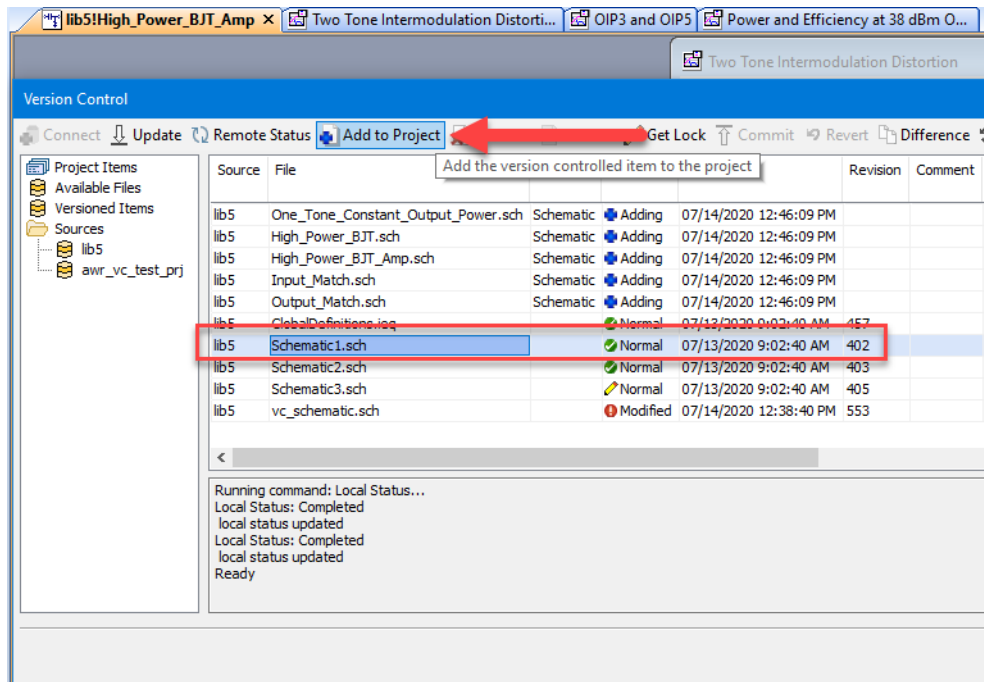 lib5!High_Power_BJT_Amp × Two Tone Intermodulation Distorti... OIP3 and OIP5 Power and Efficiency at 38 dBm O...
Two Tone Intermodulation Distortion
Version Control
Connect Update Remote Status Add to Project Get Lock Commit Revert Difference
Add the version controlled item to the project
Project Items
Available Files
Versioned Items
Sources
lib5
awr_vc_test_prj
Source File Revision Comment
lib5 One_Tone_Constant_Output_Power.sch Schematic Adding 07/14/2020 12:46:09 PM
lib5 High_Power_BJT.sch Schematic Adding 07/14/2020 12:46:09 PM
lib5 High_Power_BJT_Amp.sch Schematic Adding 07/14/2020 12:46:09 PM
lib5 Input_Match.sch Schematic Adding 07/14/2020 12:46:09 PM
lib5 Output_Match.sch Schematic Adding 07/14/2020 12:46:09 PM
lib5 GlobalDefinitions.ieq Normal 07/13/2020 9:02:40 AM 457
lib5 Schematic1.sch Normal 07/13/2020 9:02:40 AM 402
lib5 Schematic2.sch Normal 07/13/2020 9:02:40 AM 403
lib5 Schematic3.sch Normal 07/13/2020 9:02:40 AM 405
lib5 vc_schematic.sch Modified 07/14/2020 12:38:40 PM 553
Running command: Local Status...
Local Status: Completed
local status updated
Local Status: Completed
local status updated
Ready